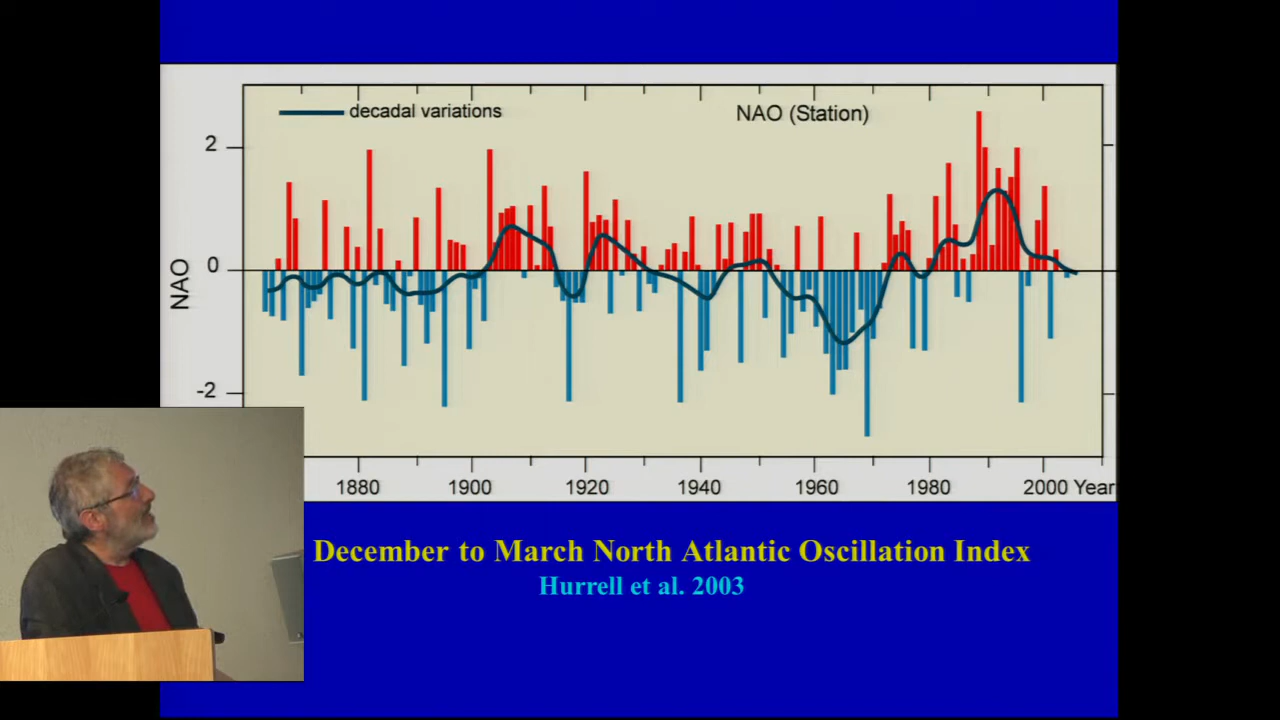 decadal variations
NAO (Station)
2
0
-2
NAO
1880 1900 1920 1940 1960 1980 2000 Year
December to March North Atlantic Oscillation Index
Hurrell et al. 2003